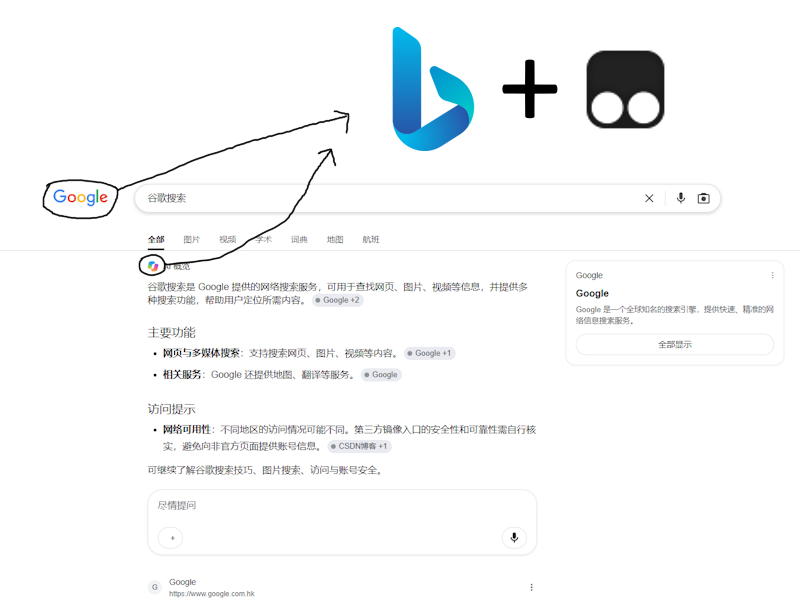 Google
谷歌搜索
全部 图片 视频 学术 词典 地图 航班
AI 概览
谷歌搜索是 Google 提供的网络搜索服务，可用于查找网页、图片、视频等信息，并提供多
种搜索功能，帮助用户定位所需内容。 Google +2
主要功能
• 网页与多媒体搜索：支持搜索网页、图片、视频等内容。 Google +1
• 相关服务：Google 还提供地图、翻译等服务。 Google
访问提示
• 网络可用性：不同地区的访问情况可能不同。第三方镜像入口的安全性和可靠性需自行核
实，避免向非官方页面提供账号信息。 CSDN博客 +1
可继续了解谷歌搜索技巧、图片搜索、访问与账号安全。
尽情提问
G Google
https://www.google.com.hk
Google
Google
Google 是一个全球知名的搜索引擎，提供快速、精准的网
络信息搜索服务。
全部显示